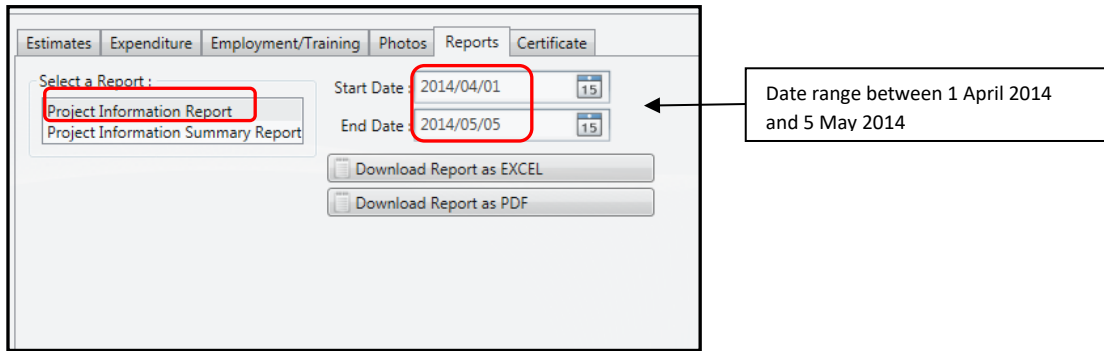 Estimates Expenditure Employment/Training Photos Reports Certificate
Select a Report :
Project Information Report
Project Information Summary Report
Start Date : 2014/04/01 15
End Date : 2014/05/05 15
Download Report as EXCEL
Download Report as PDF
Date range between 1 April 2014
and 5 May 2014